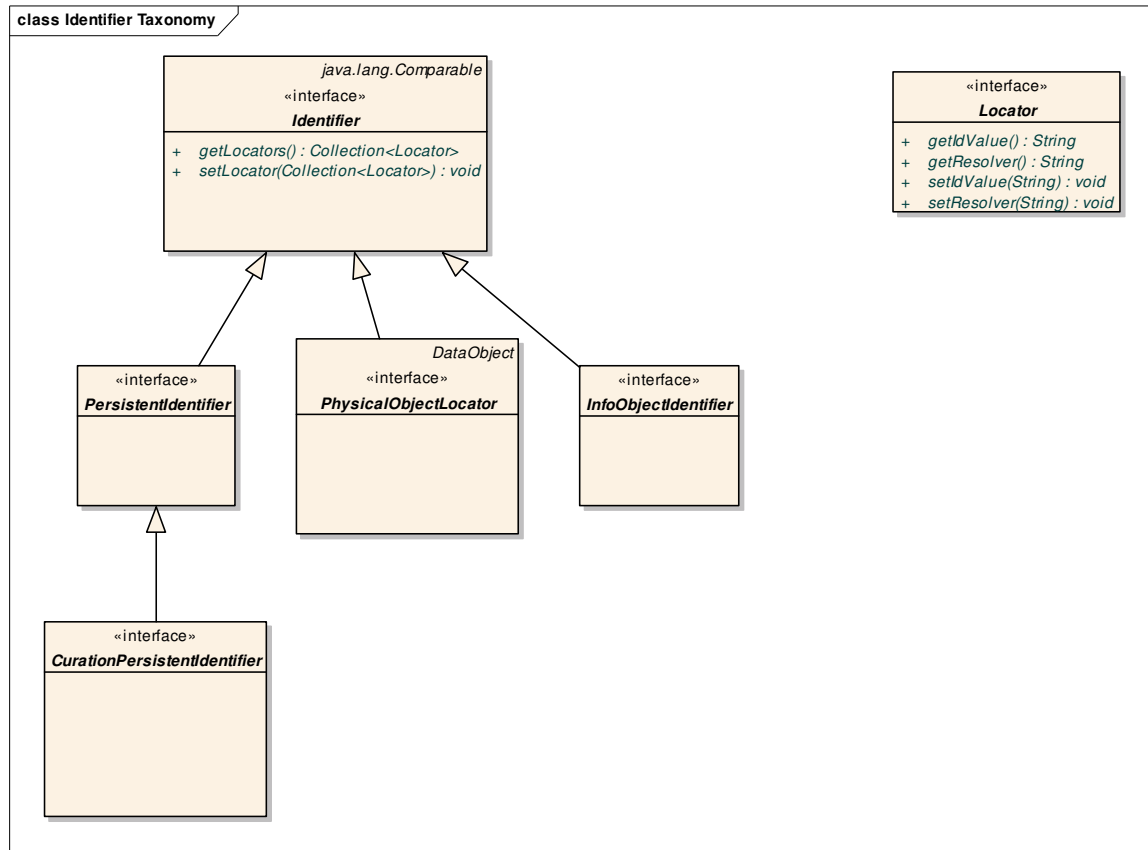 class Identifier Taxonomy
java.lang.Comparable
«interface»
Identifier
+ getLocators() : Collection<Locator>
+ setLocator(Collection<Locator>) : void
«interface»
Locator
+ getIdValue() : String
+ getResolver() : String
+ setIdValue(String) : void
+ setResolver(String) : void
«interface»
PersistentIdentifier
DataObject
«interface»
PhysicalObjectLocator
«interface»
InfoObjectIdentifier
«interface»
CurationPersistentIdentifier